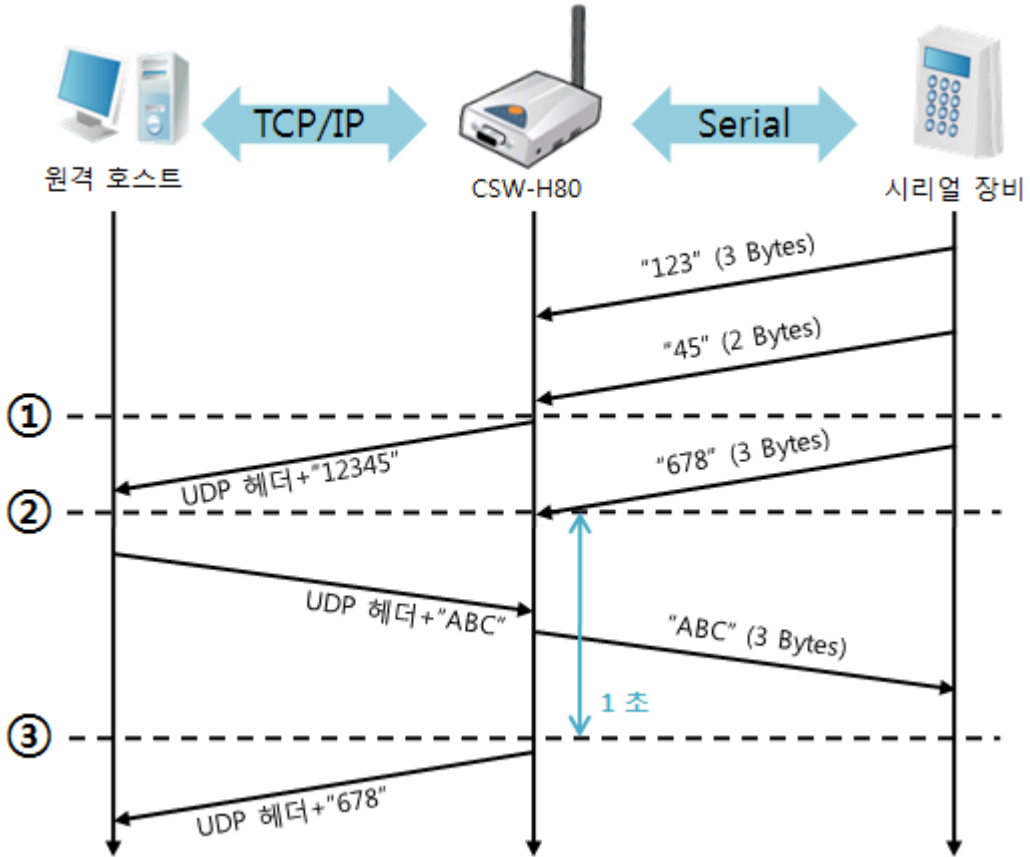 TCP/IP
Serial
원격 호스트
CSW-H80
시리얼 장비
"123" (3 Bytes)
"45" (2 Bytes)
①
UDP 헤더+"12345"
"678" (3 Bytes)
②
UDP 헤더+"ABC"
"ABC" (3 Bytes)
1 초
③
UDP 헤더+"678"